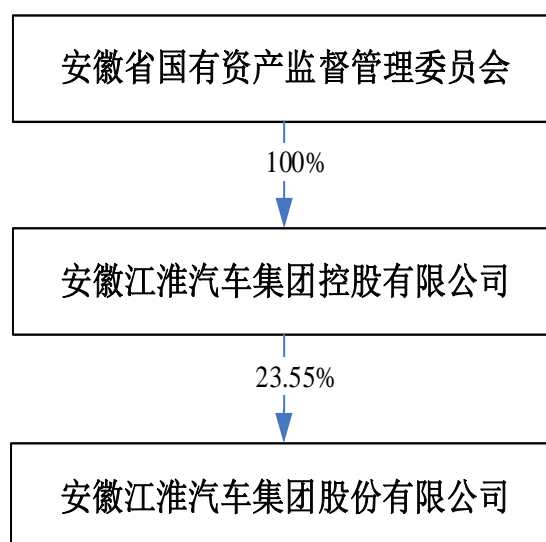 安徽省国有资产监督管理委员会
100%
安徽江淮汽车集团控股有限公司
23.55%
安徽江淮汽车集团股份有限公司